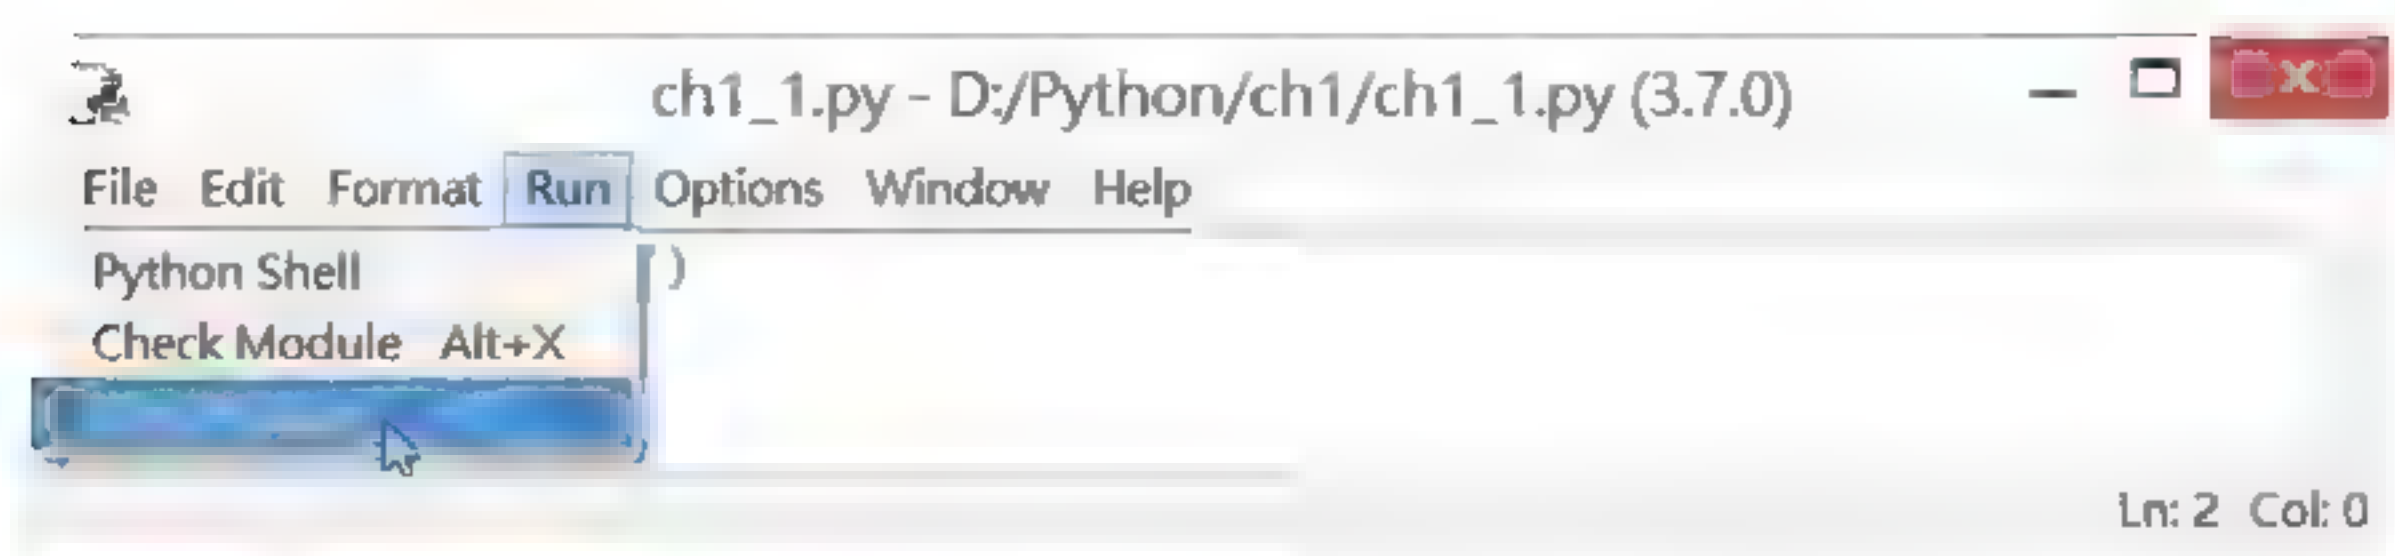 ch1_1.py - D:/Python/ch1/ch1_1.py (3.7.0)
File Edit Format Run Options Window Help
Python Shell )
Check Module Alt+X
Ln: 2 Col: 0